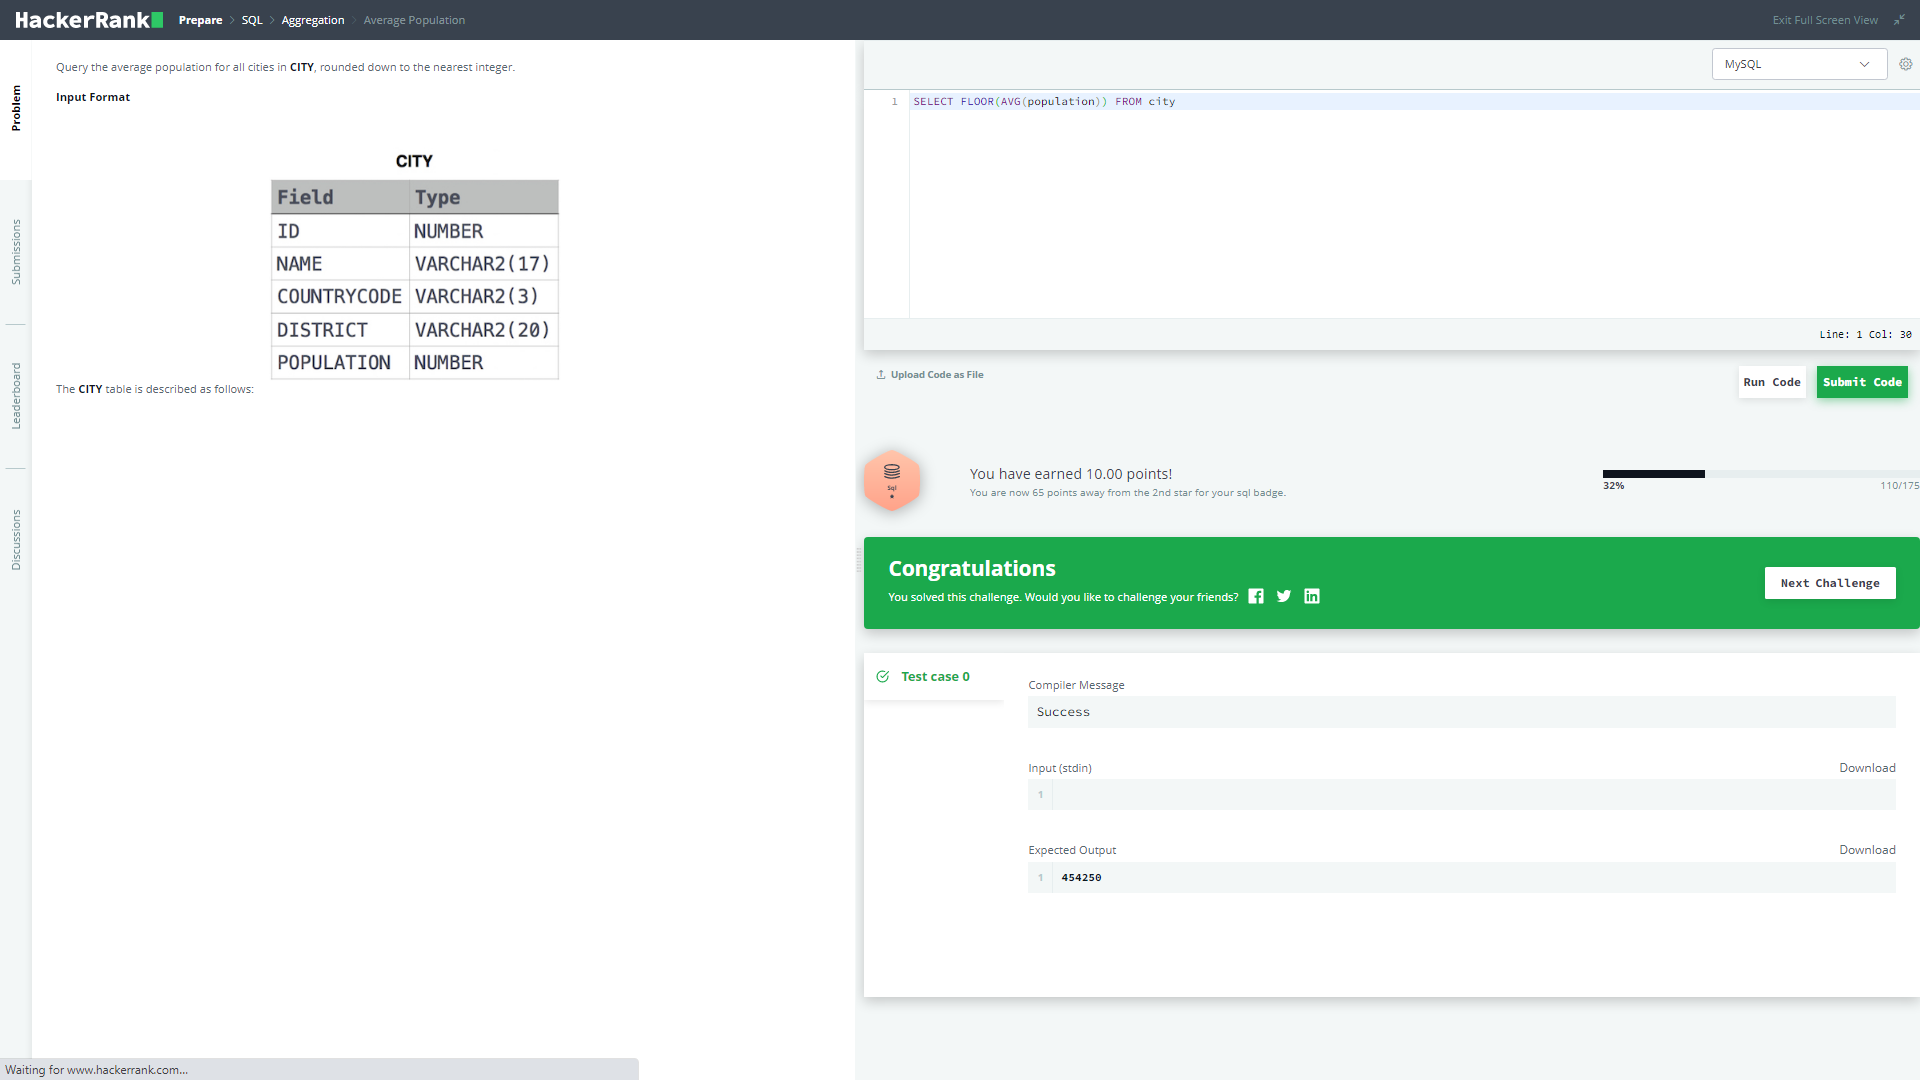 HackerRank
Prepare
SQL
Aggregation
Average Population
Exit Full Screen View
Problem
Submissions
Leaderboard
Discussions
Query the average population for all cities in CITY, rounded down to the nearest integer.
Input Format
CITY
Field Type
ID NUMBER
NAME VARCHAR2(17)
COUNTRYCODE VARCHAR2(3)
DISTRICT VARCHAR2(20)
POPULATION NUMBER
The CITY table is described as follows:
MySQL
1 SELECT FLOOR(AVG(population)) FROM city
Line: 1 Col: 30
Upload Code as File
Run Code
Submit Code
Sql
You have earned 10.00 points!
You are now 65 points away from the 2nd star for your sql badge.
32%
110/175
Congratulations
You solved this challenge. Would you like to challenge your friends?
Next Challenge
Test case 0
Compiler Message
Success
Input (stdin)
Download
1
Expected Output
Download
1 454250
Waiting for www.hackerrank.com...